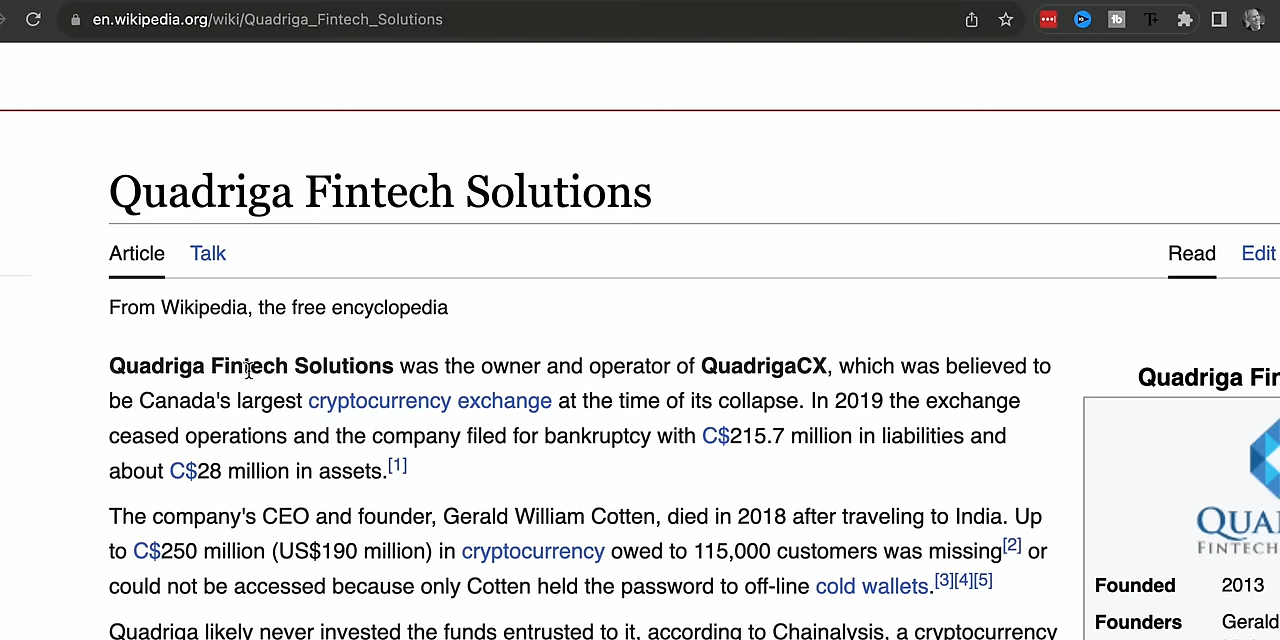 en.wikipedia.org/wiki/Quadriga_Fintech_Solutions
Quadriga Fintech Solutions
Article Talk Read Edit
From Wikipedia, the free encyclopedia
Quadriga Fintech Solutions was the owner and operator of QuadrigaCX, which was believed to
be Canada's largest cryptocurrency exchange at the time of its collapse. In 2019 the exchange
ceased operations and the company filed for bankruptcy with C$215.7 million in liabilities and
about C$28 million in assets.[1]
The company's CEO and founder, Gerald William Cotten, died in 2018 after traveling to India. Up
to C$250 million (US$190 million) in cryptocurrency owed to 115,000 customers was missing[2] or
could not be accessed because only Cotten held the password to off-line cold wallets.[3][4][5]
Quadriga likely never invested the funds entrusted to it, according to Chainalysis, a cryptocurrency
Quadriga Fin
QUAD
FINTECH
Founded 2013
Founders Gerald